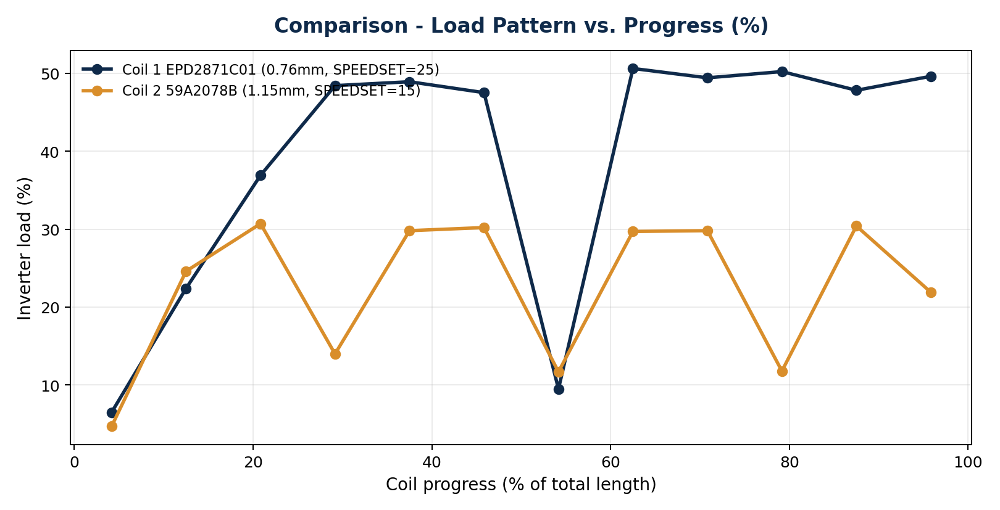 Comparison - Load Pattern vs. Progress (%)
Coil 1 EPD2871C01 (0.76mm, SPEEDSET=25)
Coil 2 59A2078B (1.15mm, SPEEDSET=15)
50
40
30
20
10
Inverter load (%)
0 20 40 60 80 100
Coil progress (% of total length)